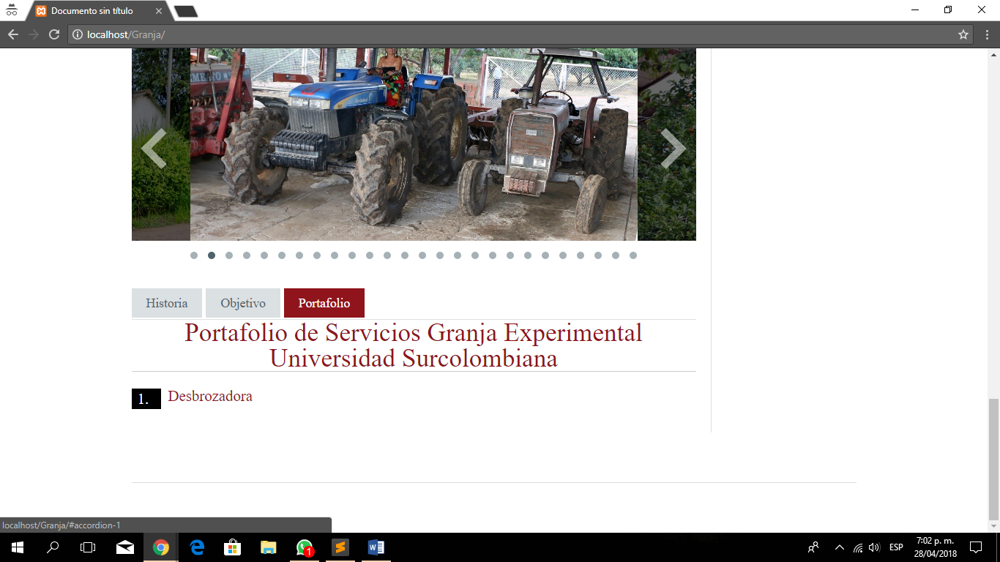 Documento sin título
localhost/Granja/
Historia
Objetivo
Portafolio
Portafolio de Servicios Granja Experimental
Universidad Surcolombiana
1. Desbrozadora
localhost/Granja/#accordion-1
1
ESP
7:02 p. m.
28/04/2018